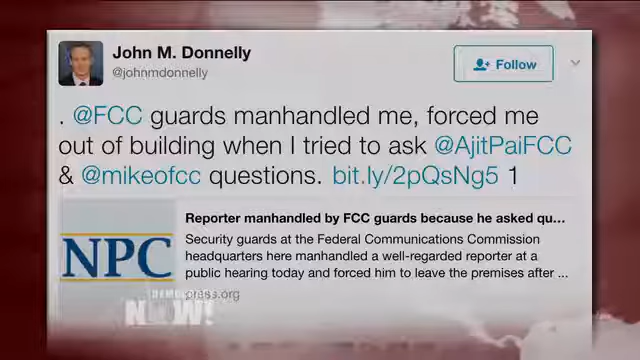 John M. Donnelly
@johnmdonnelly
Follow
. @FCC guards manhandled me, forced me
out of building when I tried to ask @AjitPaiFCC
& @mikeofcc questions. bit.ly/2pQsNg5 1
Reporter manhandled by FCC guards because he asked qu...
Security guards at the Federal Communications Commission
headquarters here manhandled a well-regarded reporter at a
public hearing today and forced him to leave the premises after ...
press.org
NPC
DEMOCRACY
NOW!